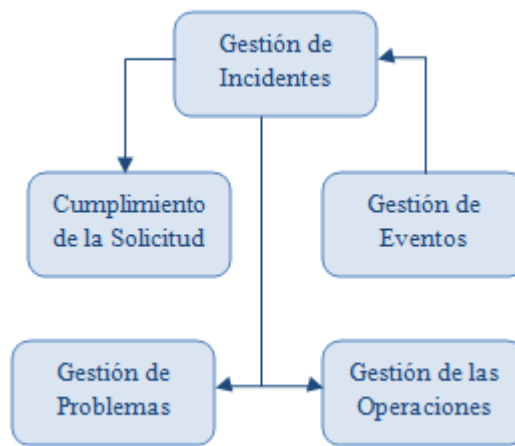 Gestión de
Incidentes
Cumplimiento
de la Solicitud
Gestión de
Eventos
Gestión de
Problemas
Gestión de las
Operaciones